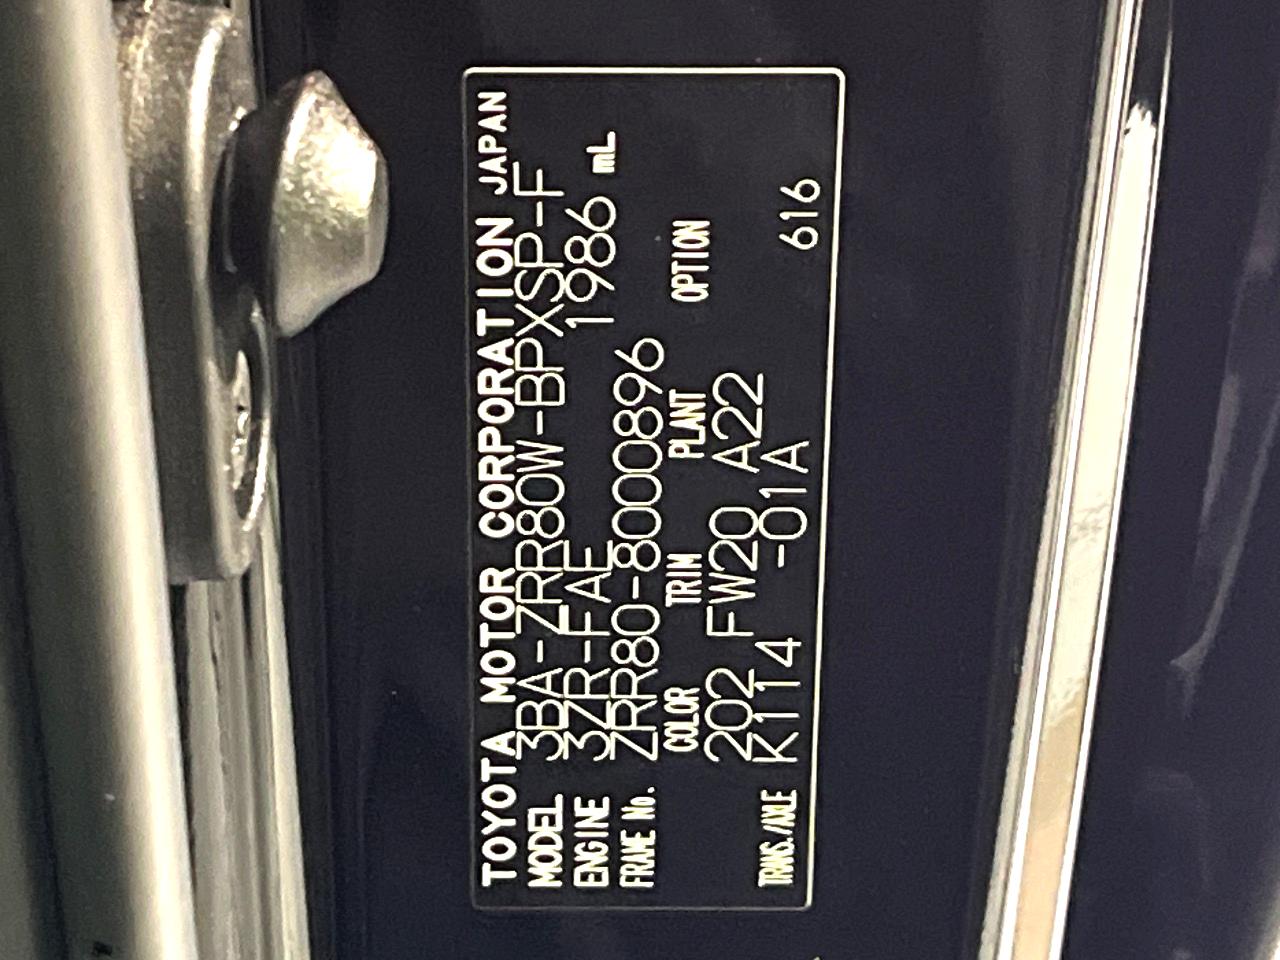 TOYOTA MOTOR CORPORATION JAPAN
MODEL 3BA-ZRR80W-BPXSP-F
ENGINE 3ZR-FAE 1986 mL
FRAME No. ZRR80-8000896
COLOR TRIM PLANT OPTION
202 FW20 A22
TRANS./AXLE K114 -01A 616